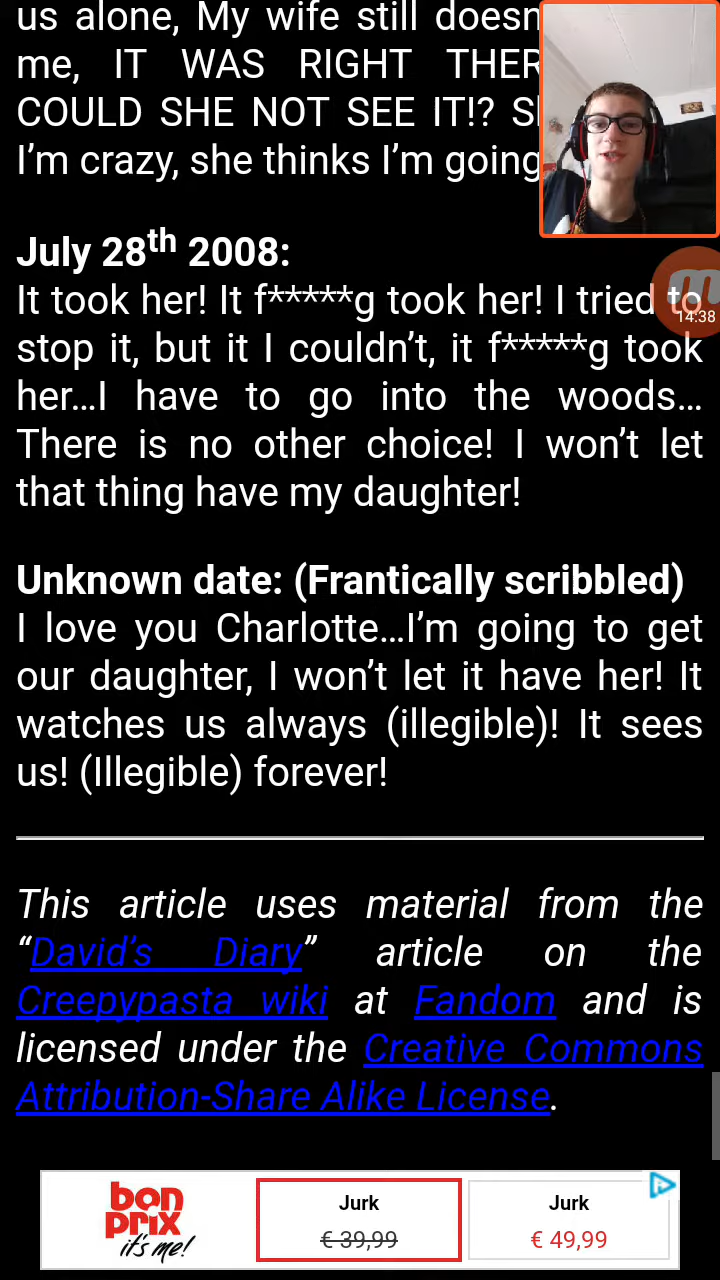 us alone, My wife still doesn
me, IT WAS RIGHT THER
COULD SHE NOT SEE IT!? S
I'm crazy, she thinks I'm going
July 28th 2008:
It took her! It f*****g took her! I tried to
14:38
stop it, but it I couldn't, it f*****g took
her...I have to go into the woods...
There is no other choice! I won't let
that thing have my daughter!
Unknown date: (Frantically scribbled)
I love you Charlotte...I'm going to get
our daughter, I won't let it have her! It
watches us always (illegible)! It sees
us! (Illegible) forever!
This article uses material from the
“David's Diary” article on the
Creepypasta wiki at Fandom and is
licensed under the Creative Commons
Attribution-Share Alike License.
bon prix it's me!
Jurk
€ 39,99
Jurk
€ 49,99